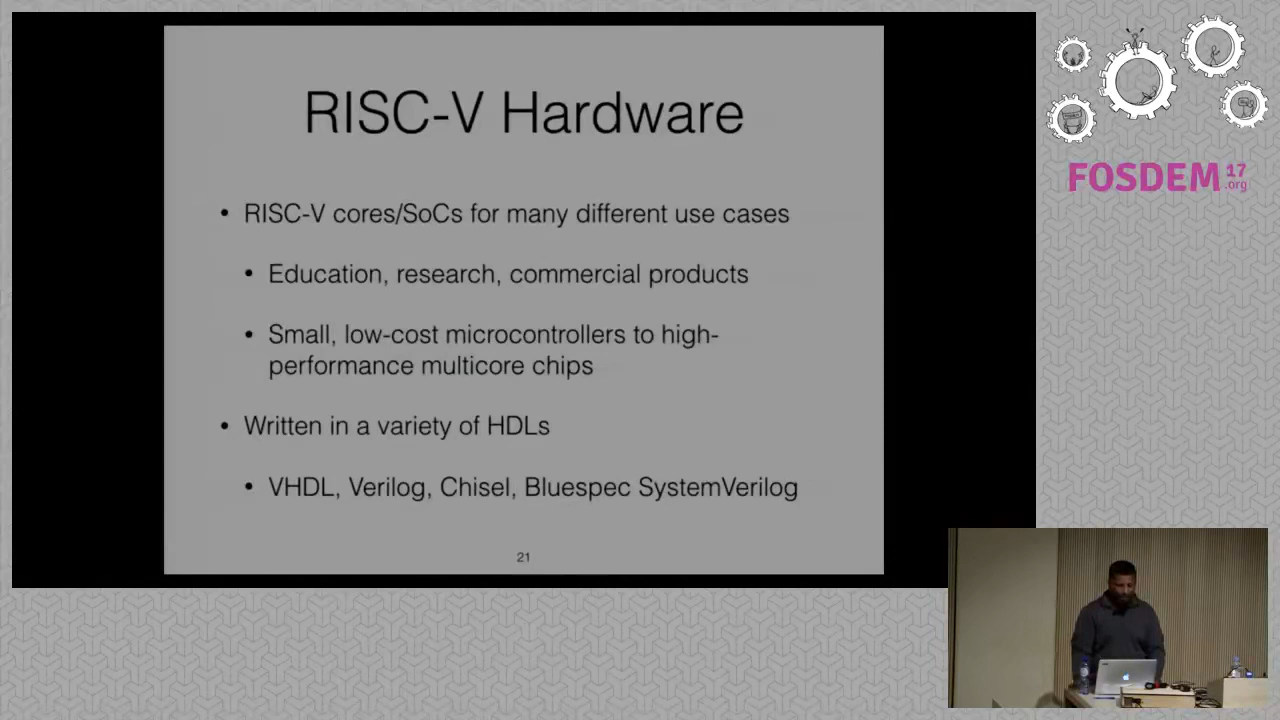 RISC-V Hardware
• RISC-V cores/SoCs for many different use cases
• Education, research, commercial products
• Small, low-cost microcontrollers to high-
performance multicore chips
• Written in a variety of HDLs
• VHDL, Verilog, Chisel, Bluespec SystemVerilog
21
FOSDEM 17
.org